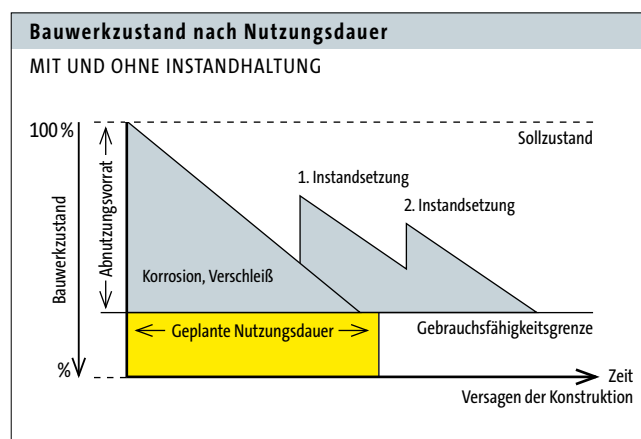 Bauwerkzustand nach Nutzungsdauer
MIT UND OHNE INSTANDHALTUNG
100 %
Sollzustand
1. Instandsetzung
2. Instandsetzung
Bauwerkzustand
Abnutzungsvorrat
Korrosion, Verschleiß
Geplante Nutzungsdauer
Gebrauchsfähigkeitsgrenze
%
Zeit
Versagen der Konstruktion